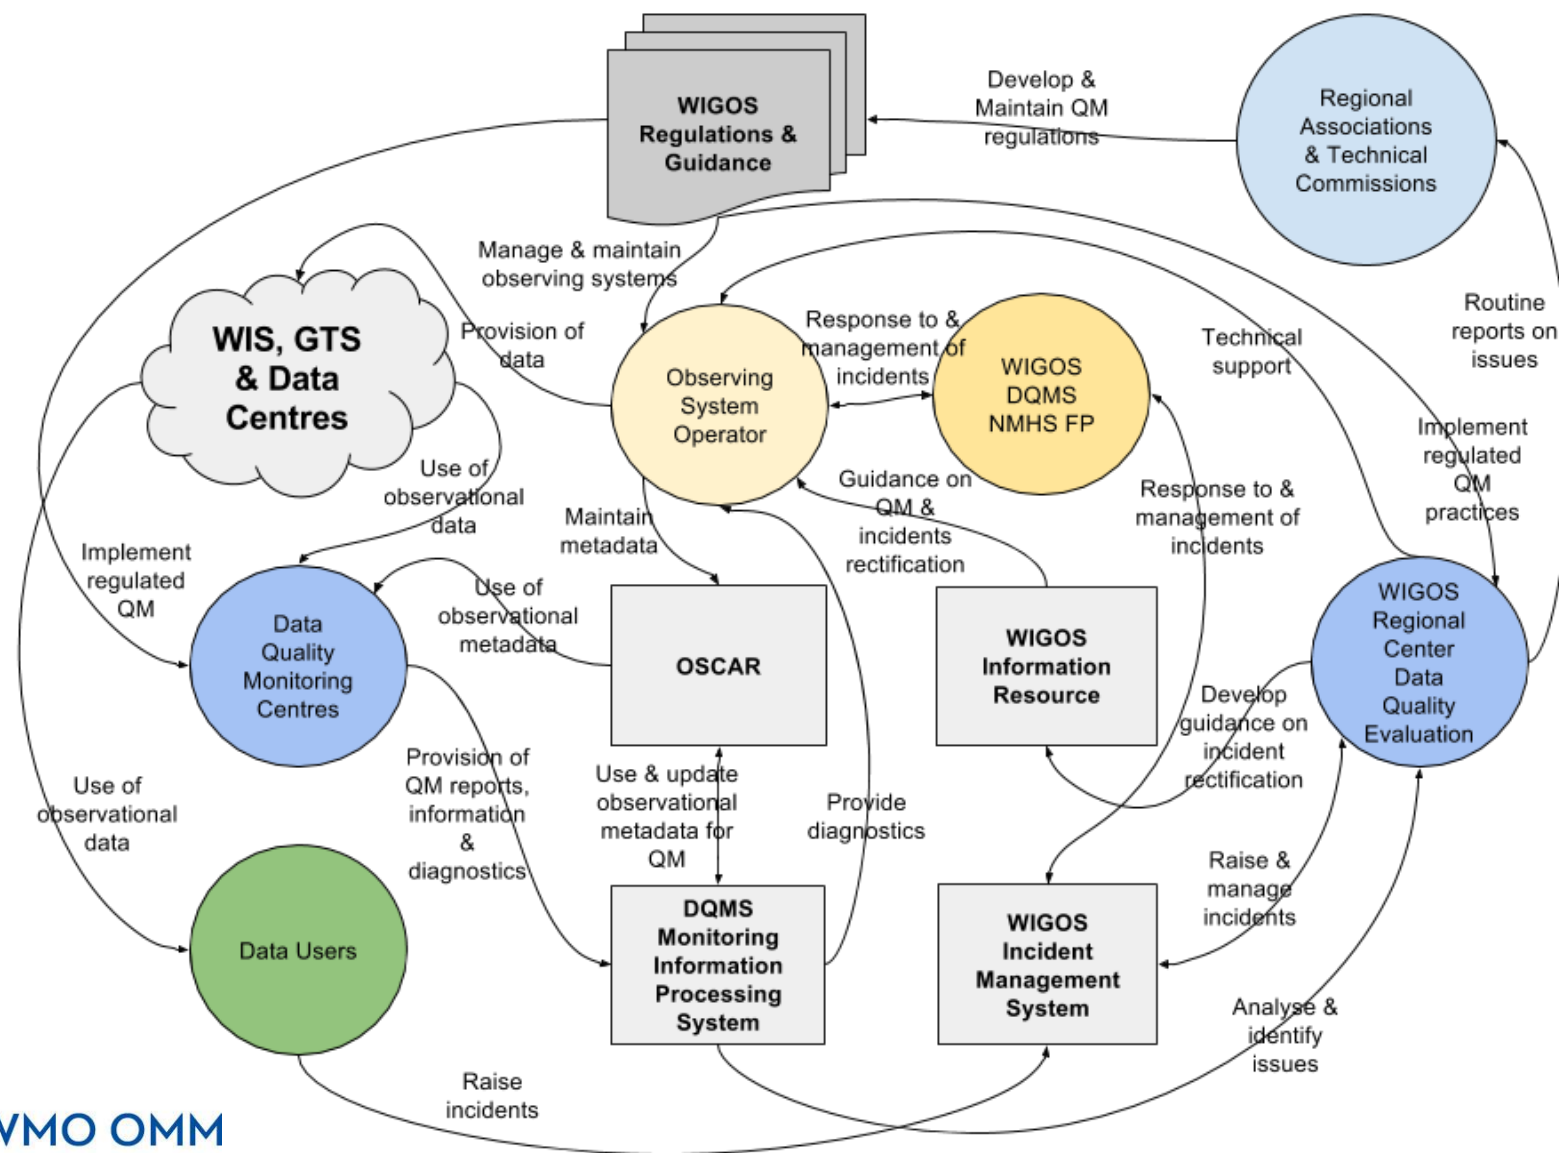 WIGOS
Regulations &
Guidance
Develop &
Maintain QM
regulations
Regional
Associations
& Technical
Commissions
Manage & maintain
observing systems
WIS, GTS
& Data
Centres
Provision of
data
Observing
System
Operator
Response to &
management of
incidents
WIGOS
DQMS
NMHS FP
Technical
support
Routine
reports on
issues
Implement
regulated
QM
practices
Use of
observational
data
Maintain
metadata
Guidance on
QM &
incidents
rectification
Response to &
management of
incidents
Implement
regulated
QM
Data
Quality
Monitoring
Centres
Use of
observational
metadata
OSCAR
WIGOS
Information
Resource
WIGOS
Regional
Center
Data
Quality
Evaluation
Develop
guidance on
incident
rectification
Use of
observational
data
Provision of
QM reports,
information
&
diagnostics
Use & update
observational
metadata for
QM
Provide
diagnostics
Raise &
manage
incidents
Data Users
DQMS
Monitoring
Information
Processing
System
WIGOS
Incident
Management
System
Analyse &
identify
issues
Raise
incidents
WMO OMM